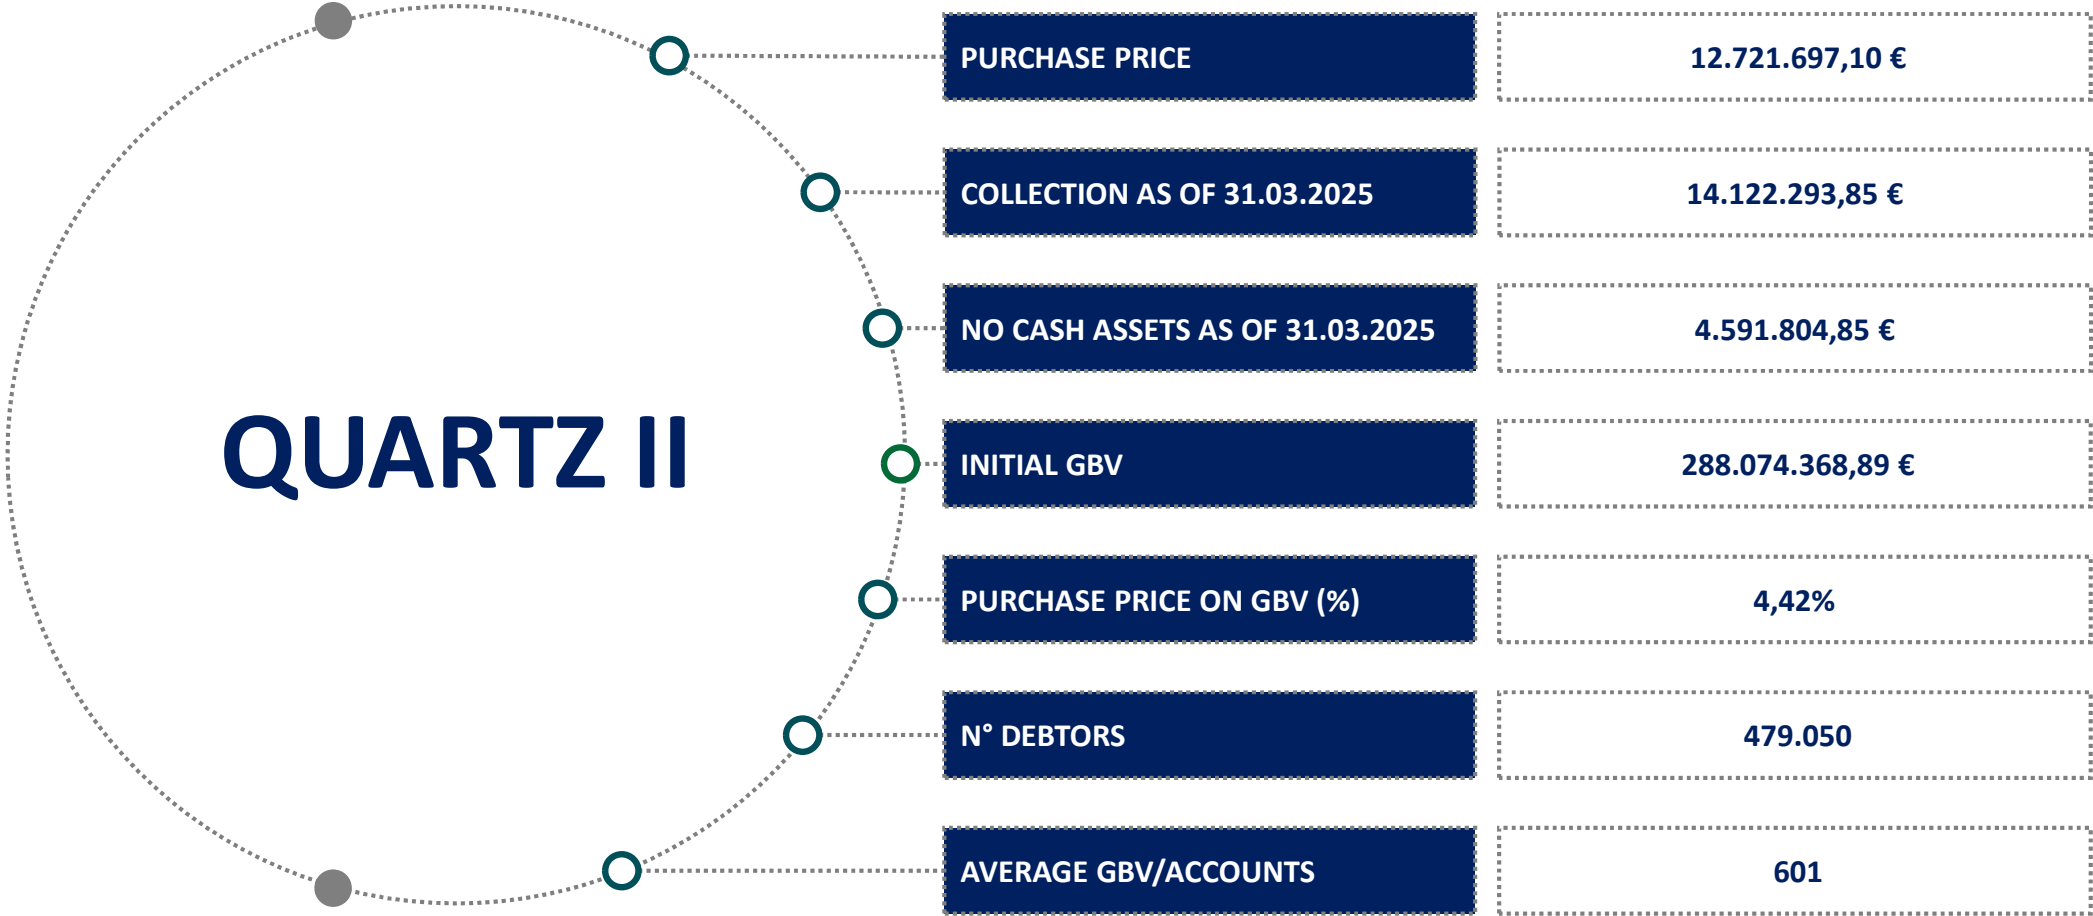 QUARTZ II
PURCHASE PRICE
12.721.697,10 €
COLLECTION AS OF 31.03.2025
14.122.293,85 €
NO CASH ASSETS AS OF 31.03.2025
4.591.804,85 €
INITIAL GBV
288.074.368,89 €
PURCHASE PRICE ON GBV (%)
4,42%
N° DEBTORS
479.050
AVERAGE GBV/ACCOUNTS
601